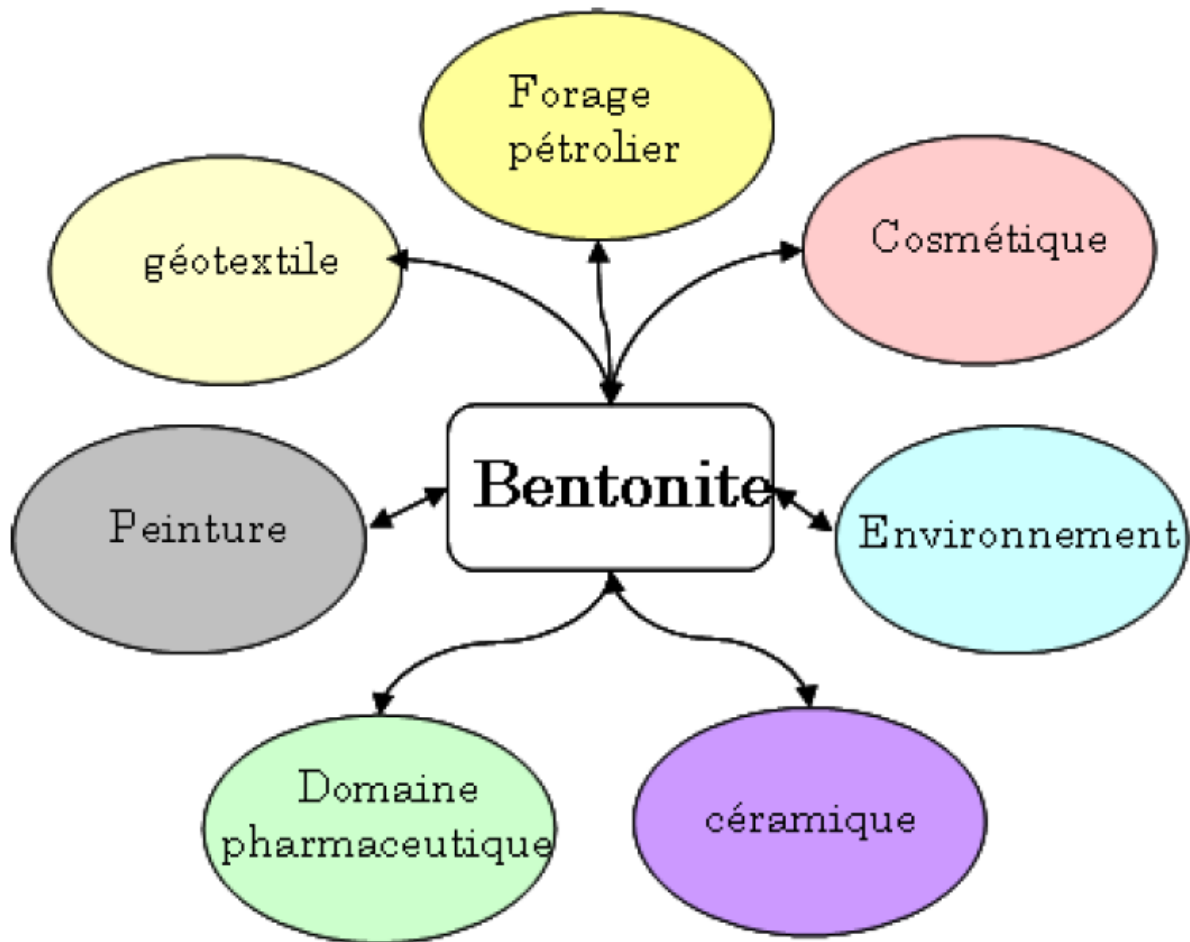 Forage
pétrolier
géotextile
Cosmétique
Bentonite
Peinture
Environnement
Domaine
pharmaceutique
céramique